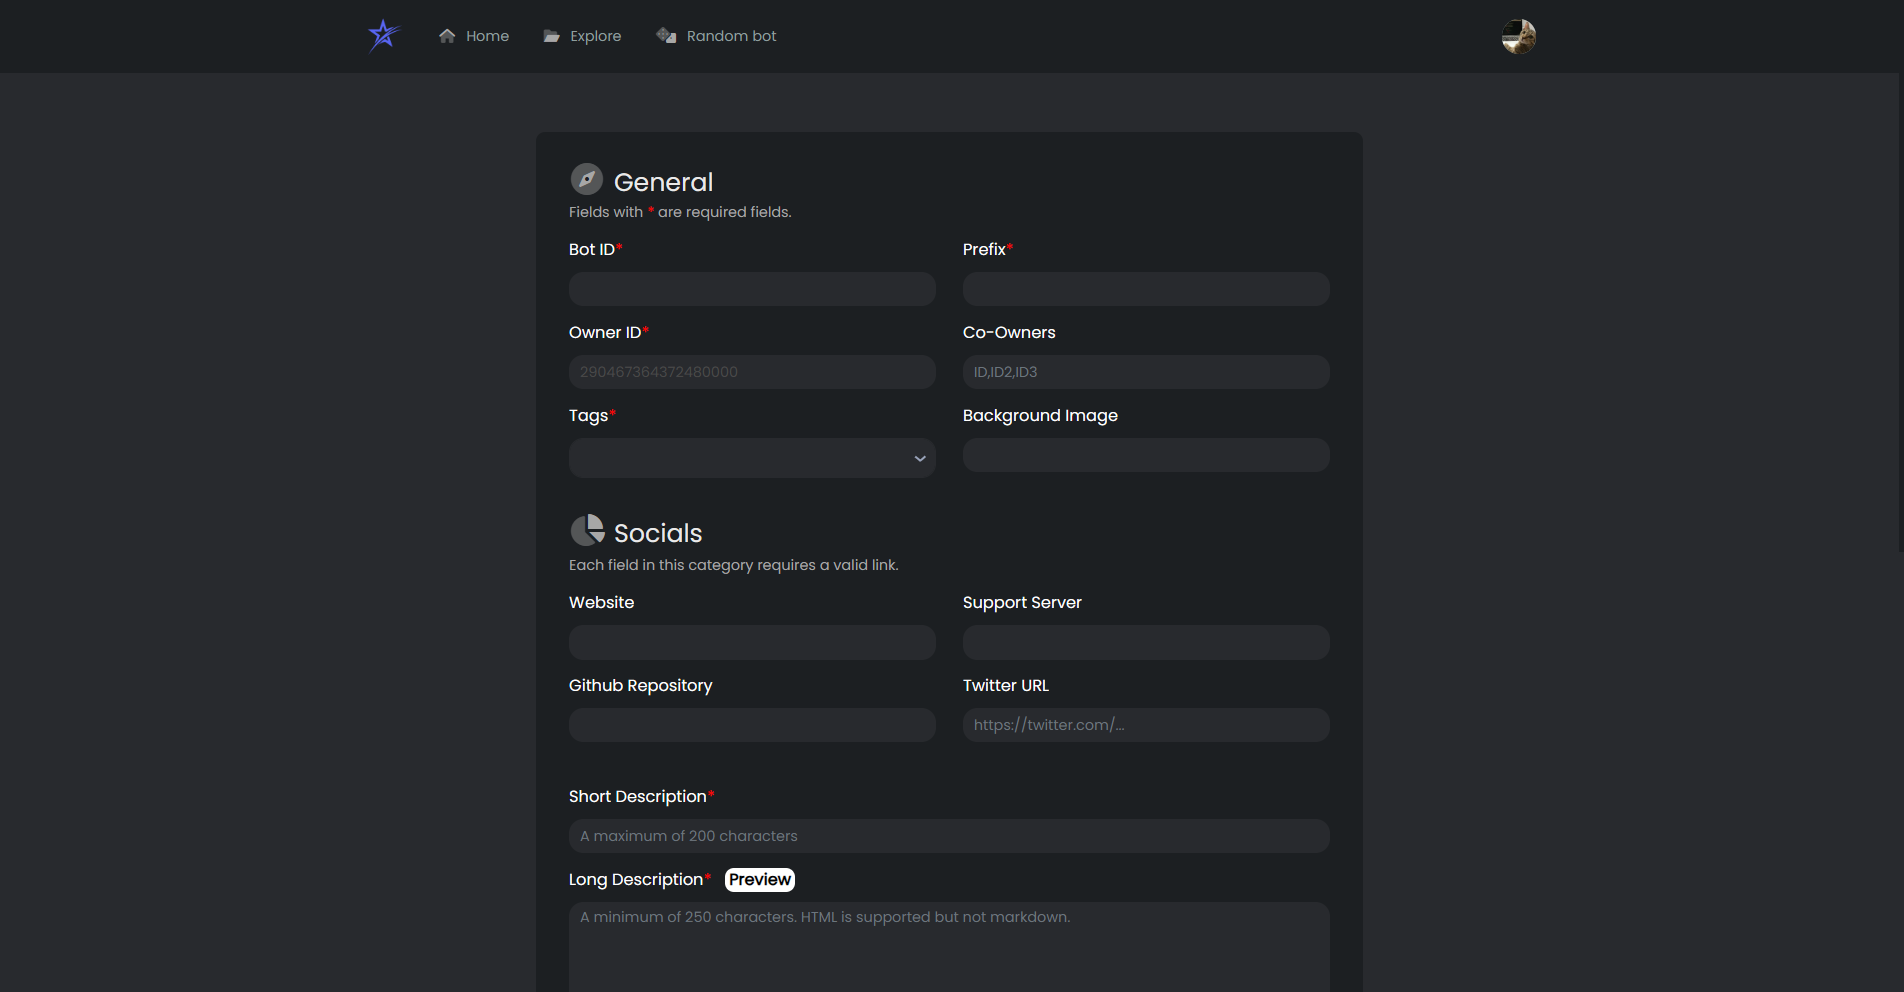 Home
Explore
Random bot
General
Fields with * are required fields.
Bot ID*
Prefix*
Owner ID*
Co-Owners
290467364372480000
ID,ID2,ID3
Tags*
Background Image
Socials
Each field in this category requires a valid link.
Website
Support Server
Github Repository
Twitter URL
https://twitter.com/...
Short Description*
A maximum of 200 characters
Long Description* Preview
A minimum of 250 characters. HTML is supported but not markdown.